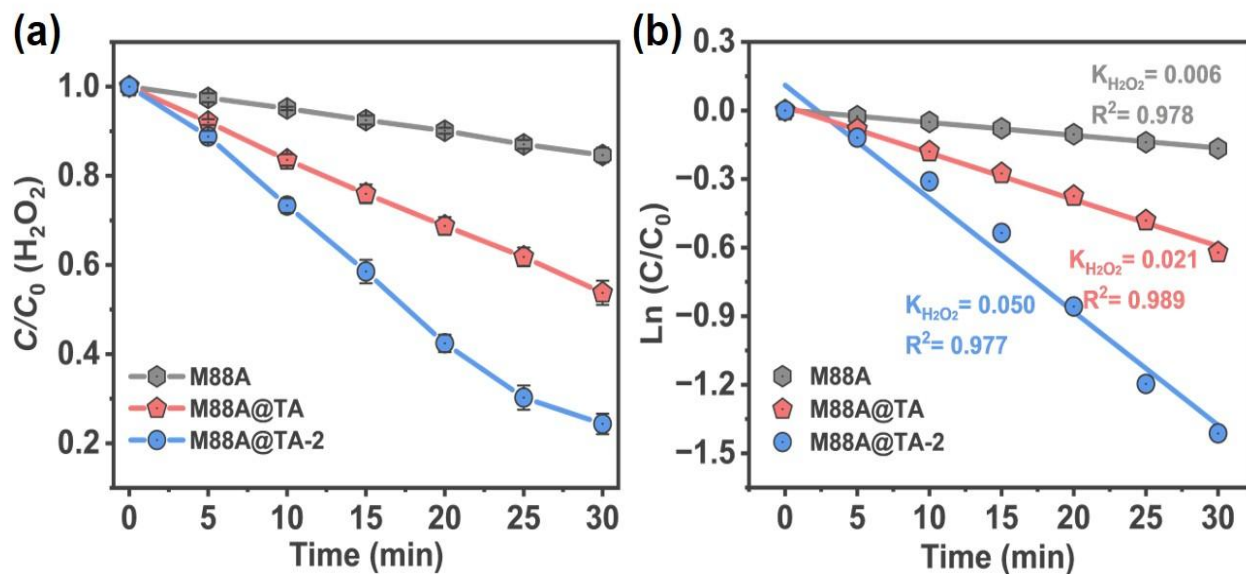 (a)
C/C₀ (H₂O₂)
1.0
0.8
0.6
0.4
0.2
M88A
M88A@TA
M88A@TA-2
0 5 10 15 20 25 30
Time (min)
(b)
Ln (C/C₀)
0.3
0.0
−0.3
−0.6
−0.9
−1.2
−1.5
K_H₂O₂= 0.006
R²= 0.978
K_H₂O₂= 0.021
R²= 0.989
K_H₂O₂= 0.050
R²= 0.977
M88A
M88A@TA
M88A@TA-2
0 5 10 15 20 25 30
Time (min)